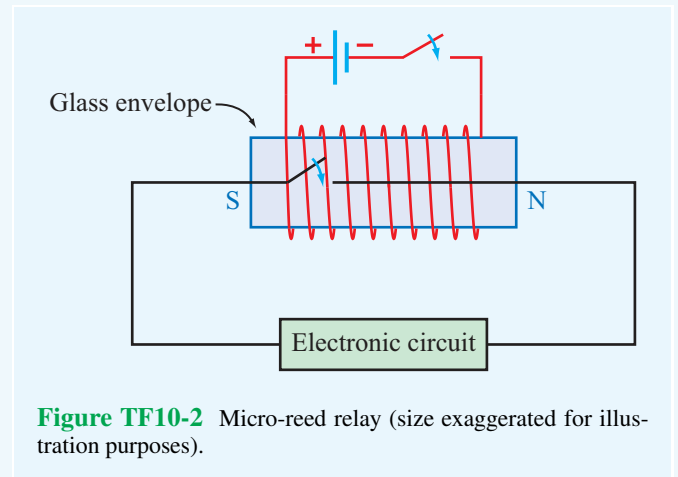 + −
Glass envelope
S N
Electronic circuit
Figure TF10-2 Micro-reed relay (size exaggerated for illus-
tration purposes).